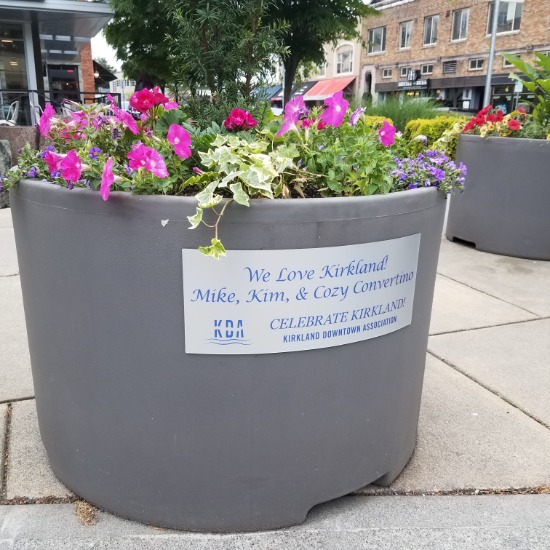 We Love Kirkland!
Mike, Kim, & Cozy Convertino
KDA
CELEBRATE KIRKLAND!
KIRKLAND DOWNTOWN ASSOCIATION